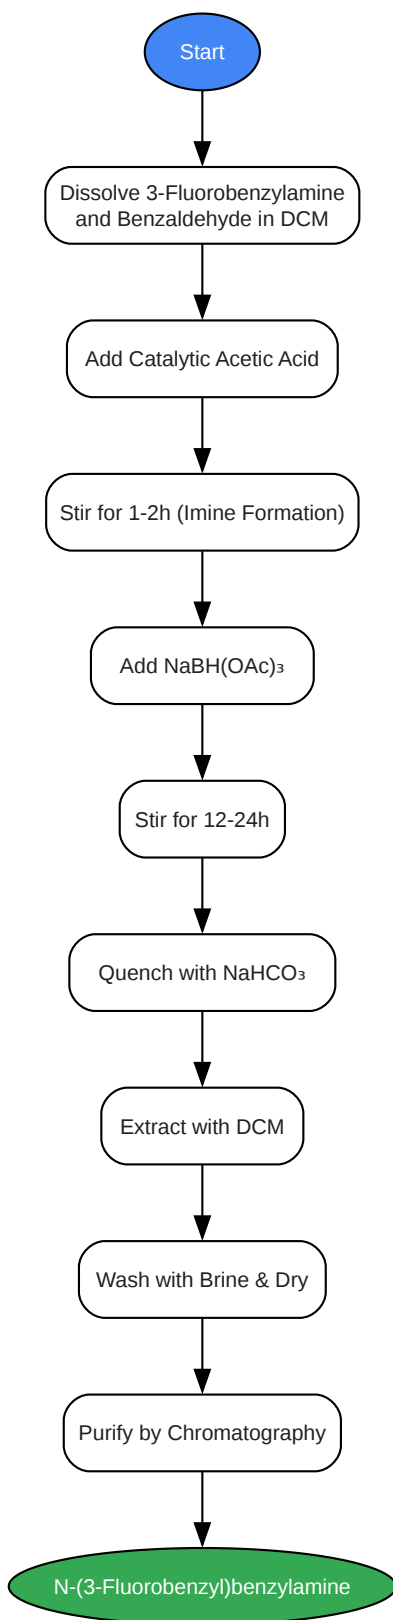 Start
Dissolve 3-Fluorobenzylamine
and Benzaldehyde in DCM
Add Catalytic Acetic Acid
Stir for 1-2h (Imine Formation)
Add NaBH(OAc)₃
Stir for 12-24h
Quench with NaHCO₃
Extract with DCM
Wash with Brine & Dry
Purify by Chromatography
N-(3-Fluorobenzyl)benzylamine